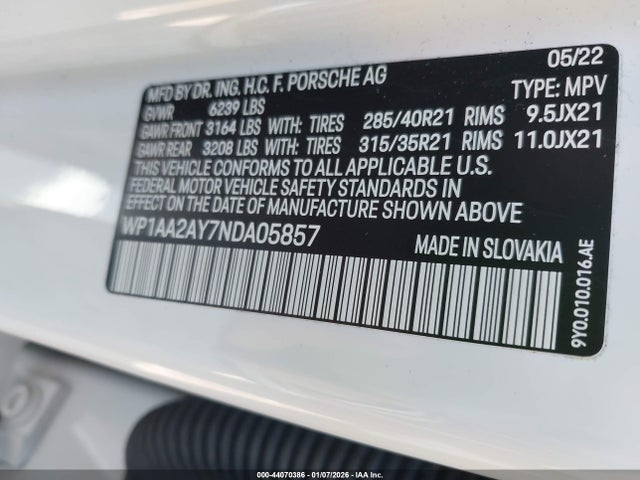 05/22
MFD BY DR. ING. H.C. F. PORSCHE AG
GVWR 6239 LBS TYPE: MPV
GAWR FRONT 3164 LBS WITH: TIRES 285/40R21 RIMS 9.5JX21
GAWR REAR 3208 LBS WITH: TIRES 315/35R21 RIMS 11.0JX21
THIS VEHICLE CONFORMS TO ALL APPLICABLE U.S.
FEDERAL MOTOR VEHICLE SAFETY STANDARDS IN
EFFECT ON THE DATE OF MANUFACTURE SHOWN ABOVE
WP1AA2AY7NDA05857 MADE IN SLOVAKIA
9Y0.010.016.AE
000-44070386 - 01/07/2026 - IAA Inc.